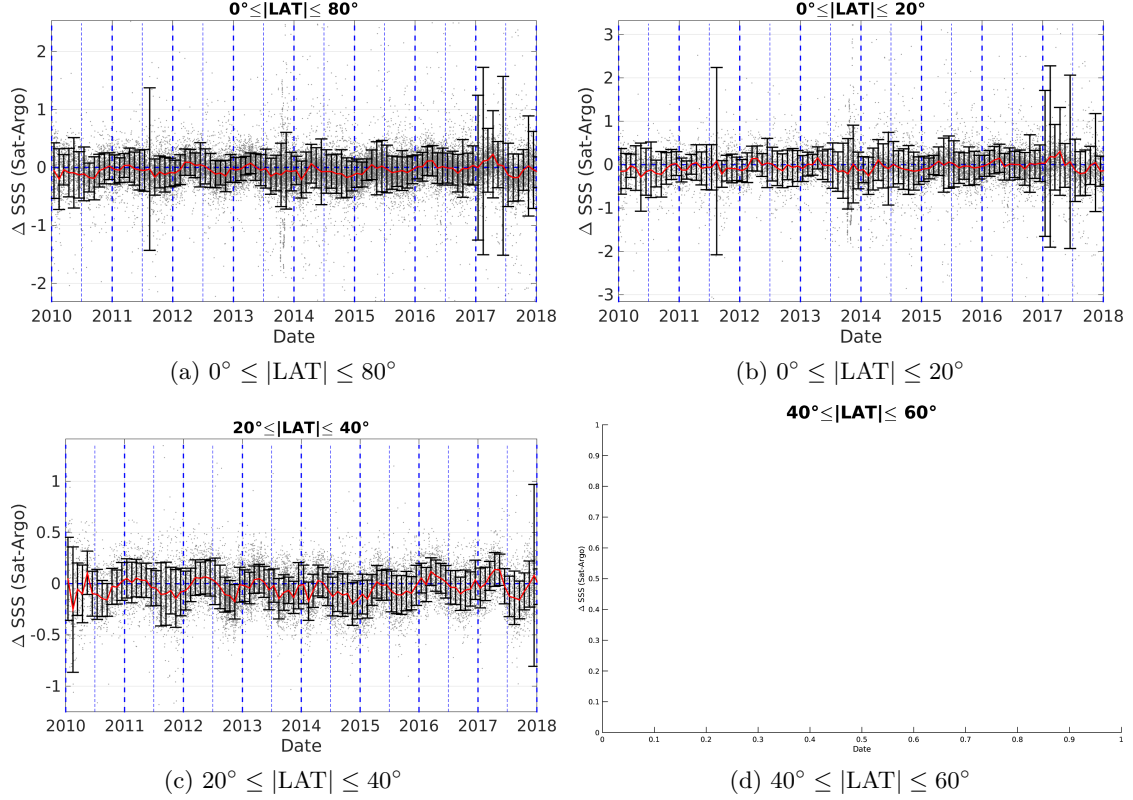 0°≤|LAT|≤ 80°
Δ SSS (Sat-Argo)
2
1
0
-1
-2
2010 2011 2012 2013 2014 2015 2016 2017 2018
Date
(a) 0° ≤ |LAT| ≤ 80°
0°≤|LAT|≤ 20°
Δ SSS (Sat-Argo)
3
2
1
0
-1
-2
-3
2010 2011 2012 2013 2014 2015 2016 2017 2018
Date
(b) 0° ≤ |LAT| ≤ 20°
20°≤|LAT|≤ 40°
Δ SSS (Sat-Argo)
1
0.5
0
-0.5
-1
2010 2011 2012 2013 2014 2015 2016 2017 2018
Date
(c) 20° ≤ |LAT| ≤ 40°
40°≤|LAT|≤ 60°
Δ SSS (Sat-Argo)
1
0.9
0.8
0.7
0.6
0.5
0.4
0.3
0.2
0.1
0
0 0.1 0.2 0.3 0.4 0.5 0.6 0.7 0.8 0.9 1
Date
(d) 40° ≤ |LAT| ≤ 60°